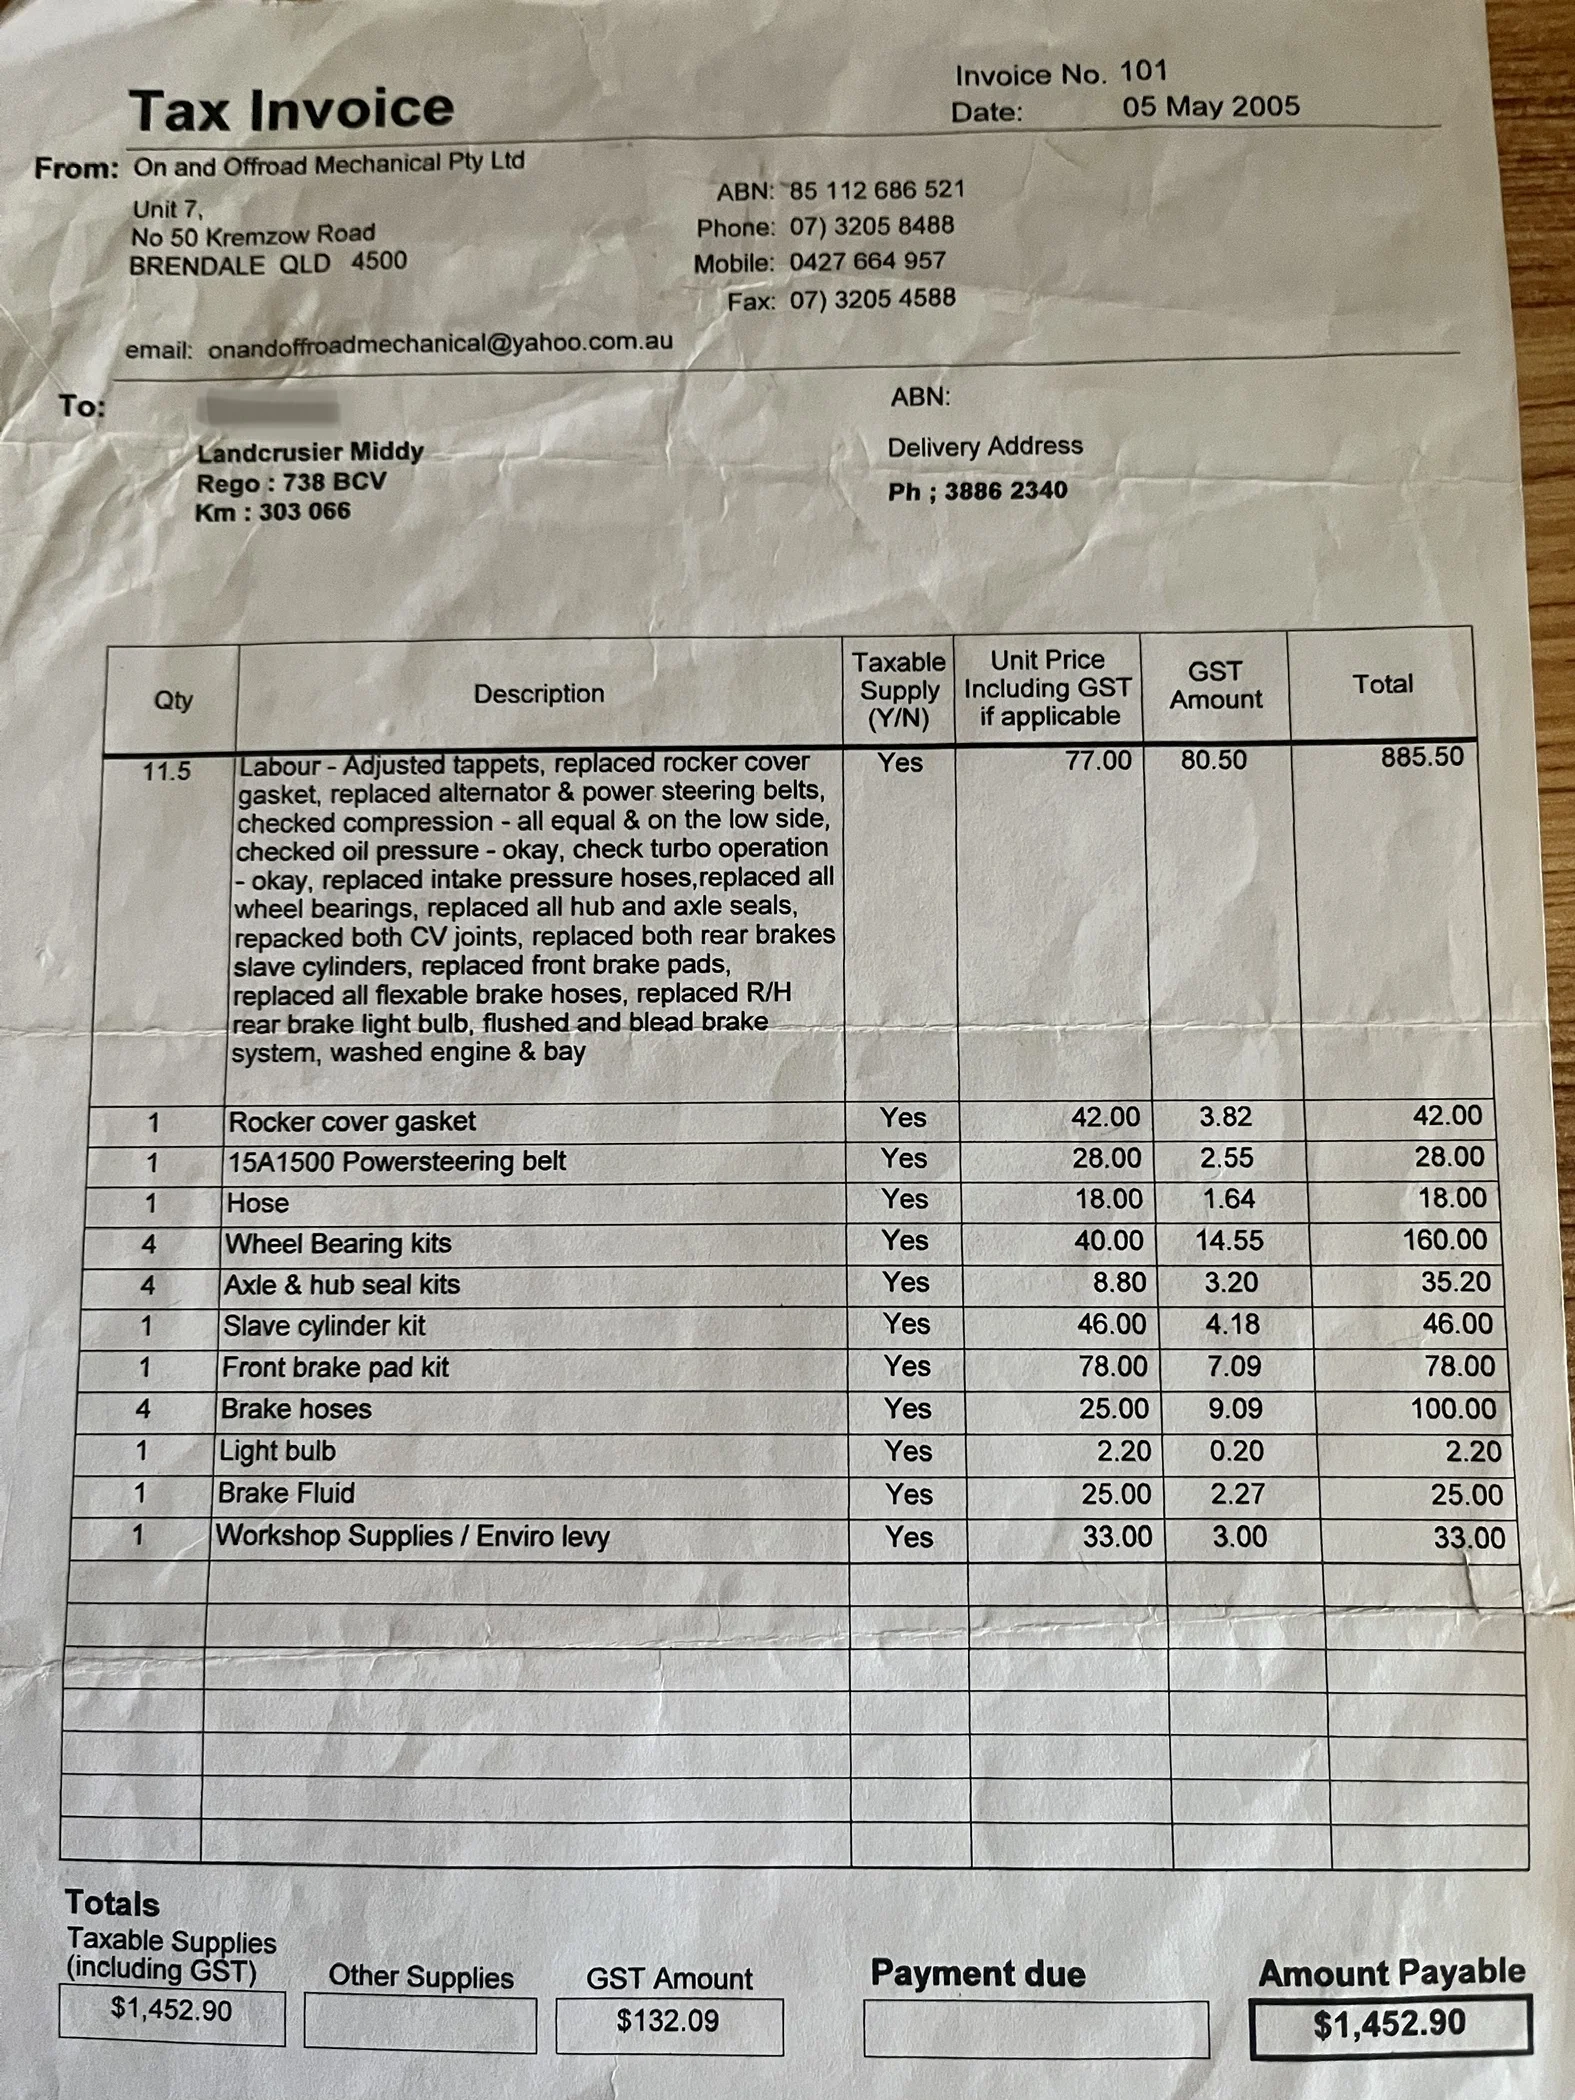 Tax Invoice
Invoice No. 101
Date: 05 May 2005
From: On and Offroad Mechanical Pty Ltd
Unit 7,
No 50 Kremzow Road
BRENDALE QLD 4500
ABN: 85 112 686 521
Phone: 07) 3205 8488
Mobile: 0427 664 957
Fax: 07) 3205 4588
email: onandoffroadmechanical@yahoo.com.au
To:
Landcrusier Middy
Rego : 738 BCV
Km : 303 066
ABN:
Delivery Address
Ph ; 3886 2340
Qty Description Taxable Supply (Y/N) Unit Price Including GST if applicable GST Amount Total
11.5 Labour - Adjusted tappets, replaced rocker cover Yes 77.00 80.50 885.50
gasket, replaced alternator & power steering belts,
checked compression - all equal & on the low side,
checked oil pressure - okay, check turbo operation
- okay, replaced intake pressure hoses,replaced all
wheel bearings, replaced all hub and axle seals,
repacked both CV joints, replaced both rear brakes
slave cylinders, replaced front brake pads,
replaced all flexable brake hoses, replaced R/H
rear brake light bulb, flushed and blead brake
system, washed engine & bay
1 Rocker cover gasket Yes 42.00 3.82 42.00
1 15A1500 Powersteering belt Yes 28.00 2.55 28.00
1 Hose Yes 18.00 1.64 18.00
4 Wheel Bearing kits Yes 40.00 14.55 160.00
4 Axle & hub seal kits Yes 8.80 3.20 35.20
1 Slave cylinder kit Yes 46.00 4.18 46.00
1 Front brake pad kit Yes 78.00 7.09 78.00
4 Brake hoses Yes 25.00 9.09 100.00
1 Light bulb Yes 2.20 0.20 2.20
1 Brake Fluid Yes 25.00 2.27 25.00
1 Workshop Supplies / Enviro levy Yes 33.00 3.00 33.00
Totals
Taxable Supplies
(including GST) Other Supplies GST Amount Payment due Amount Payable
$1,452.90 $132.09 $1,452.90